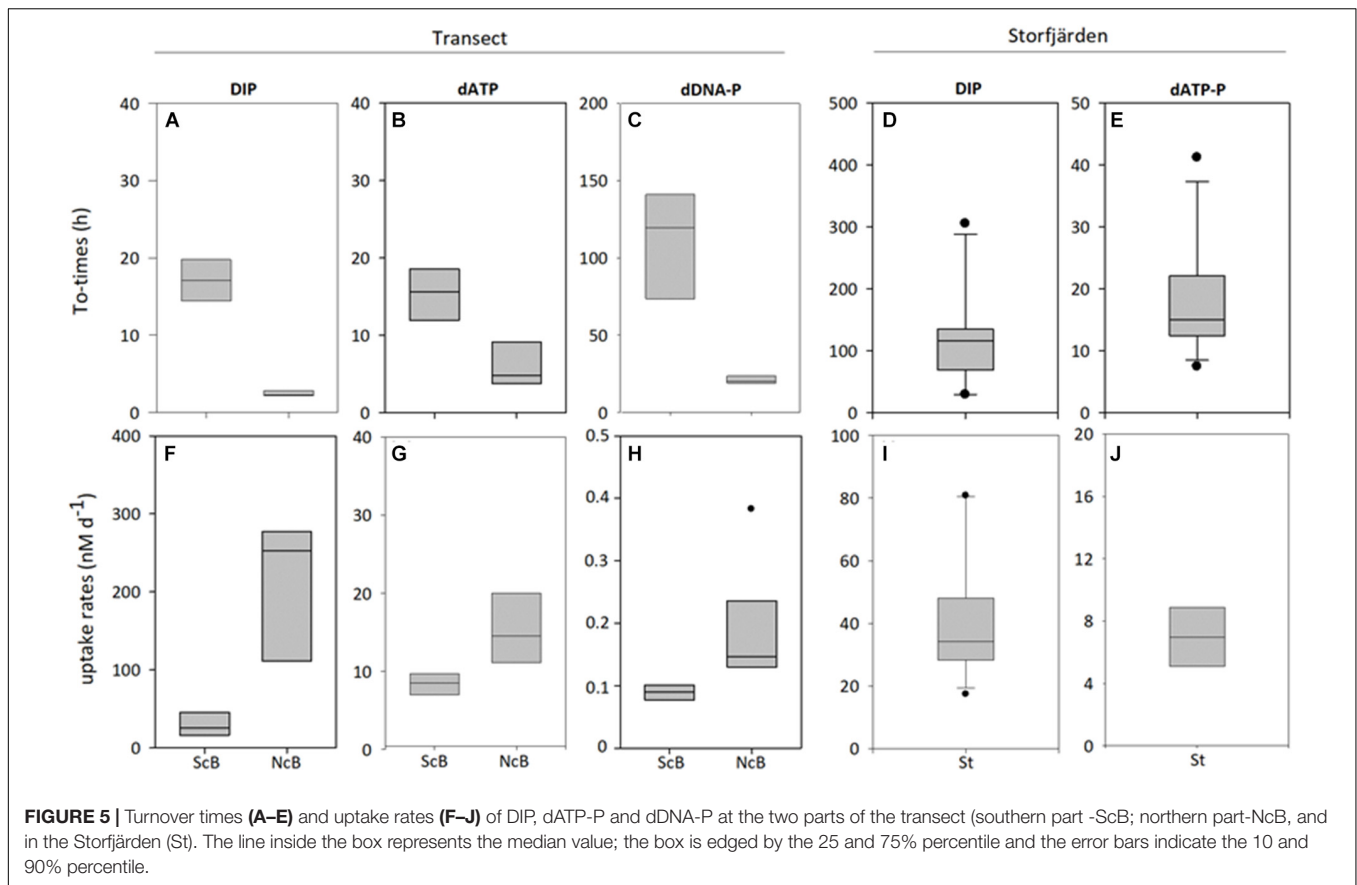 Transect Storfjärden
DIP dATP dDNA-P DIP dATP-P
A B C D E
40 30 20 10 0
40 30 20 10 0
200 150 100 50 0
500 400 300 200 100 0
50 40 30 20 10 0
To-times (h)
F G H I J
400 300 200 100 0
40 30 20 10 0
0.5 0.4 0.3 0.2 0.1 0
100 80 60 40 20 0
20 16 12 8 4 0
uptake rates (nM d-1)
ScB NcB ScB NcB ScB NcB St St
FIGURE 5 | Turnover times (A–E) and uptake rates (F–J) of DIP, dATP-P and dDNA-P at the two parts of the transect (southern part -ScB; northern part-NcB, and
in the Storfjärden (St). The line inside the box represents the median value; the box is edged by the 25 and 75% percentile and the error bars indicate the 10 and
90% percentile.